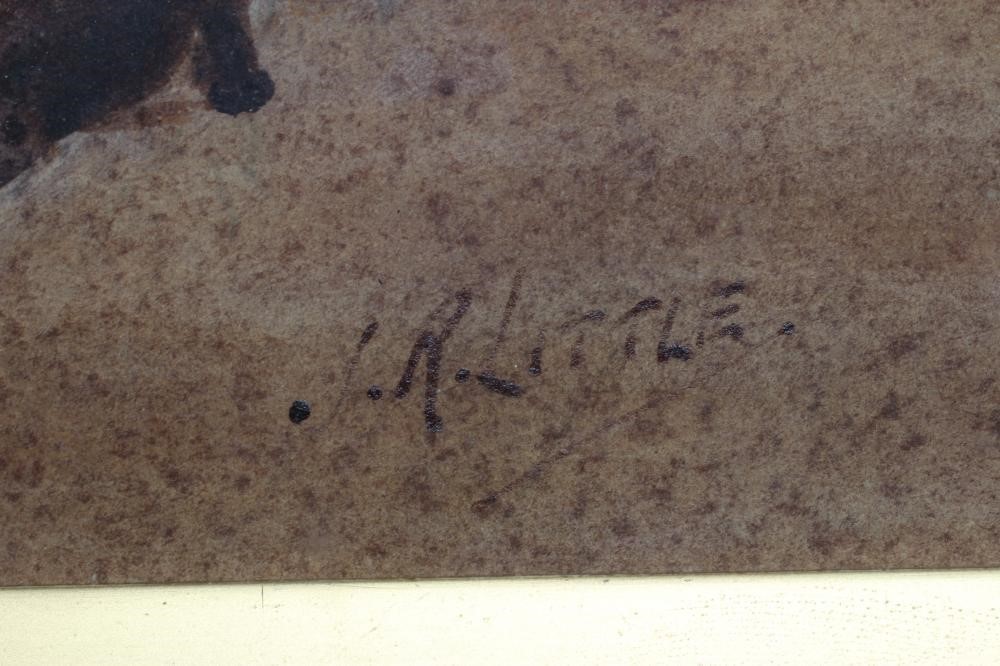 . J. R. LITTLE.